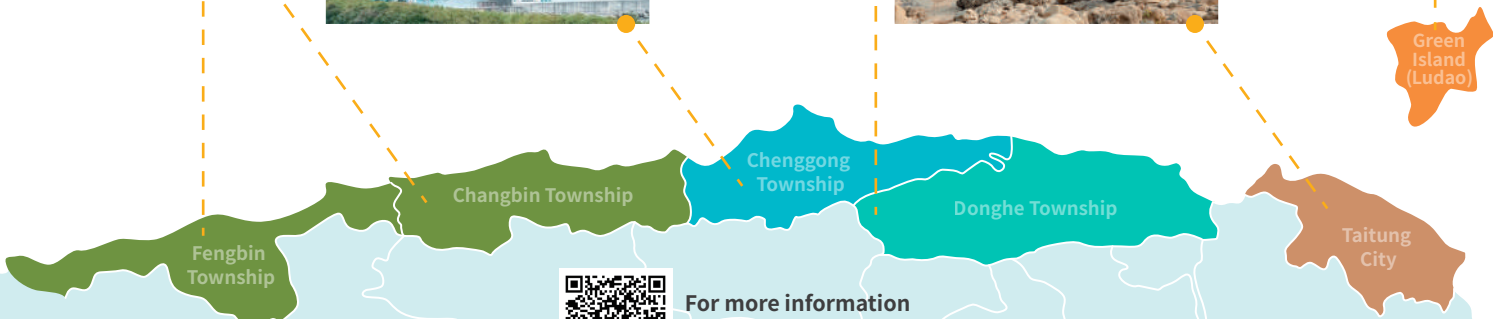 Green
Island
(Ludao)
Chenggong
Township
Changbin Township
Donghe Township
Fengbin
Township
Taitung
City
For more information